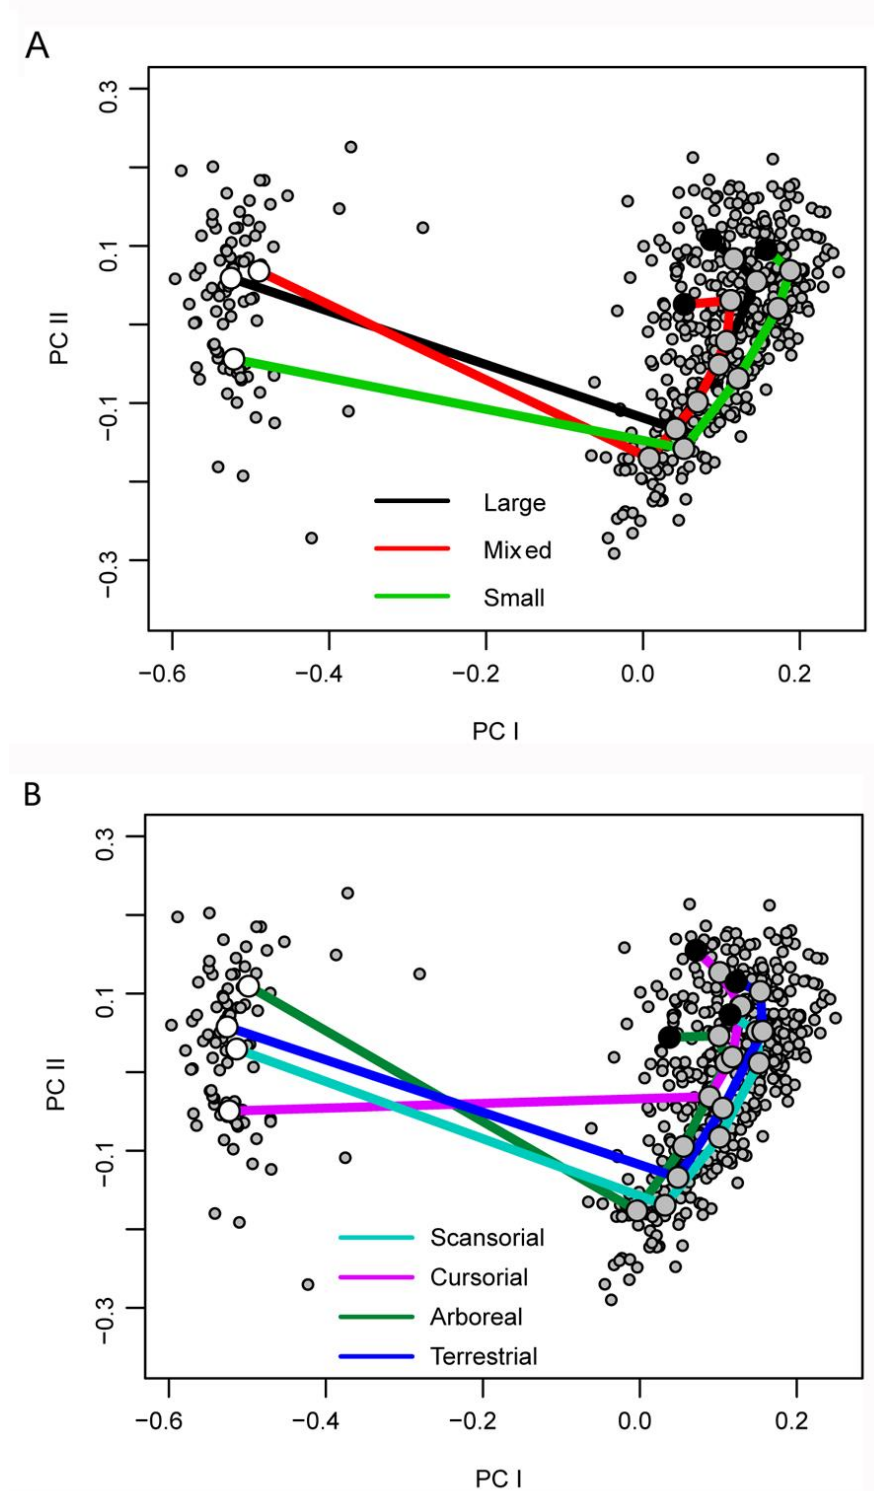 A
0.3
0.1
−0.1
−0.3
PC II
Large
Mixed
Small
−0.6 −0.4 −0.2 0.0 0.2
PC I
B
0.3
0.1
−0.1
−0.3
PC II
Scansorial
Cursorial
Arboreal
Terrestrial
−0.6 −0.4 −0.2 0.0 0.2
PC I